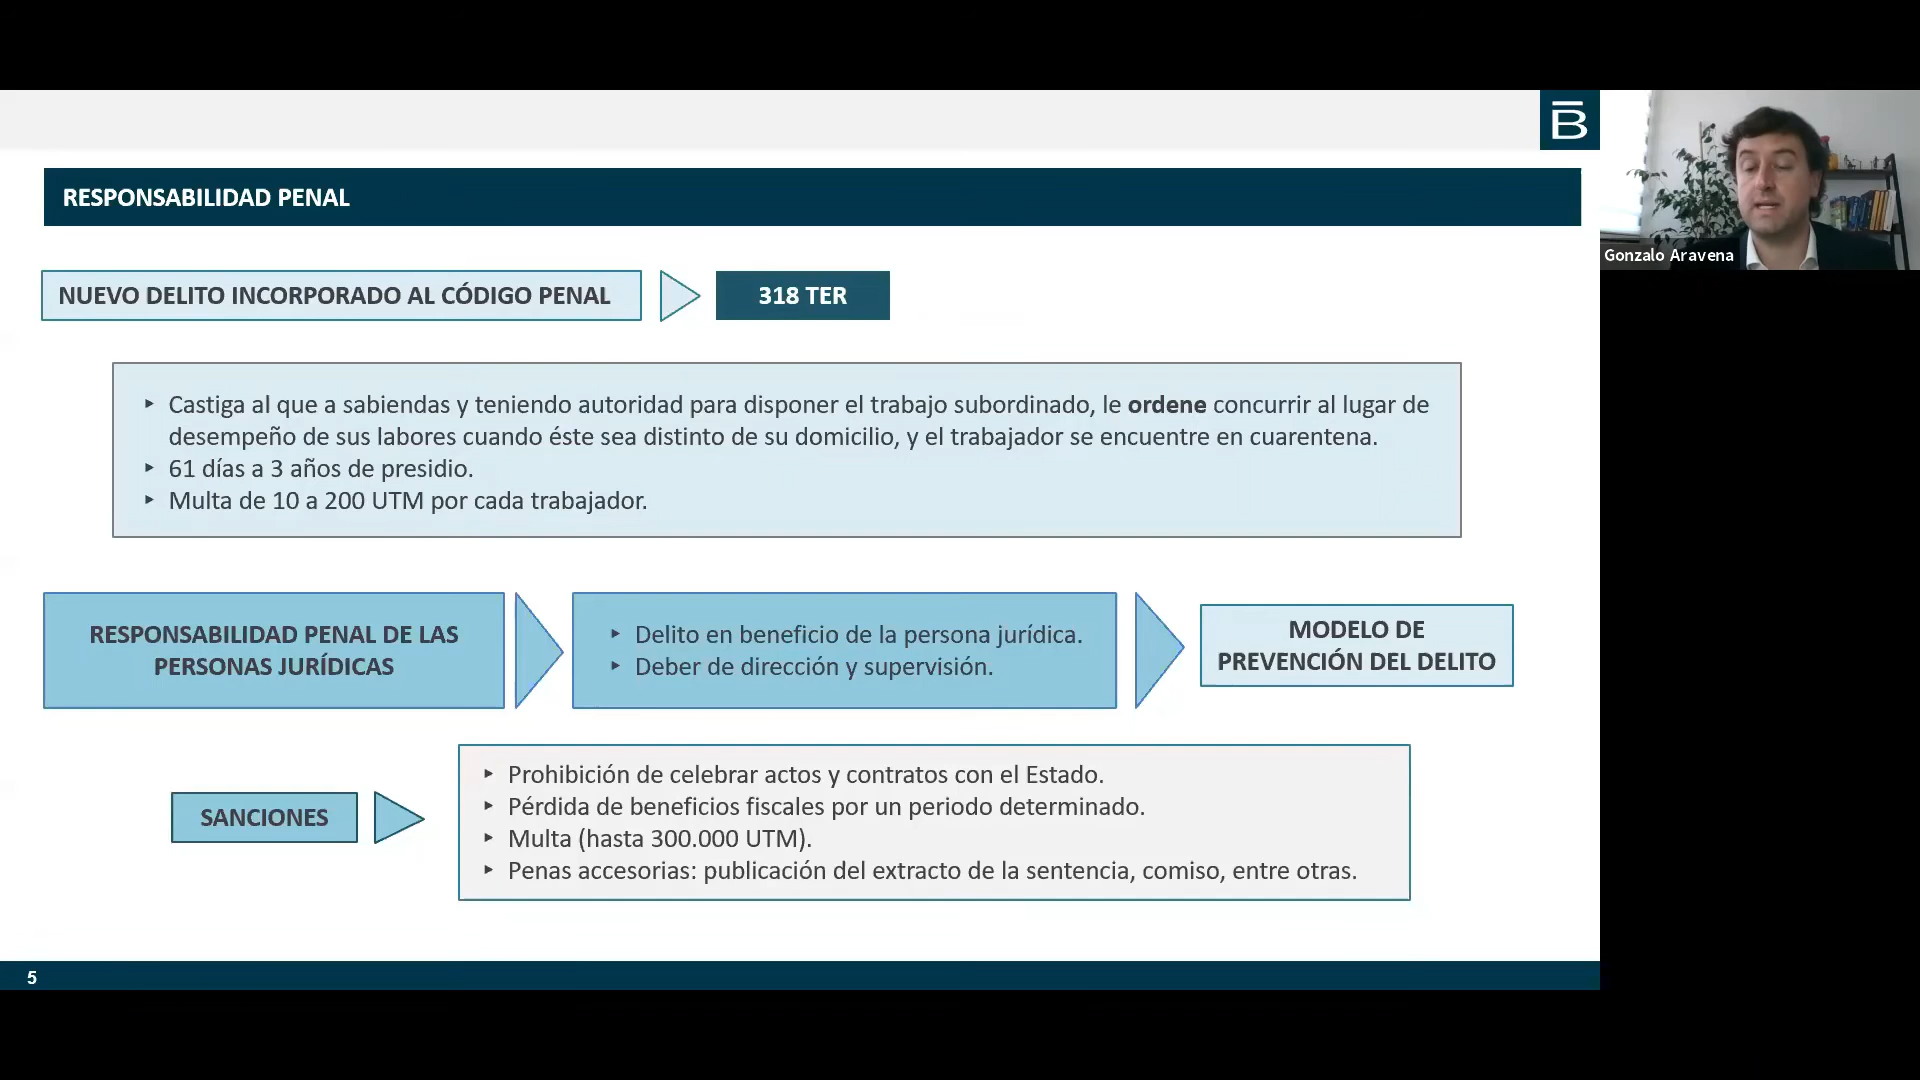 B
RESPONSABILIDAD PENAL
Gonzalo Aravena
NUEVO DELITO INCORPORADO AL CÓDIGO PENAL
318 TER
‣ Castiga al que a sabiendas y teniendo autoridad para disponer el trabajo subordinado, le ordene concurrir al lugar de
desempeño de sus labores cuando éste sea distinto de su domicilio, y el trabajador se encuentre en cuarentena.
‣ 61 días a 3 años de presidio.
‣ Multa de 10 a 200 UTM por cada trabajador.
RESPONSABILIDAD PENAL DE LAS
PERSONAS JURÍDICAS
‣ Delito en beneficio de la persona jurídica.
‣ Deber de dirección y supervisión.
MODELO DE
PREVENCIÓN DEL DELITO
SANCIONES
‣ Prohibición de celebrar actos y contratos con el Estado.
‣ Pérdida de beneficios fiscales por un periodo determinado.
‣ Multa (hasta 300.000 UTM).
‣ Penas accesorias: publicación del extracto de la sentencia, comiso, entre otras.
5